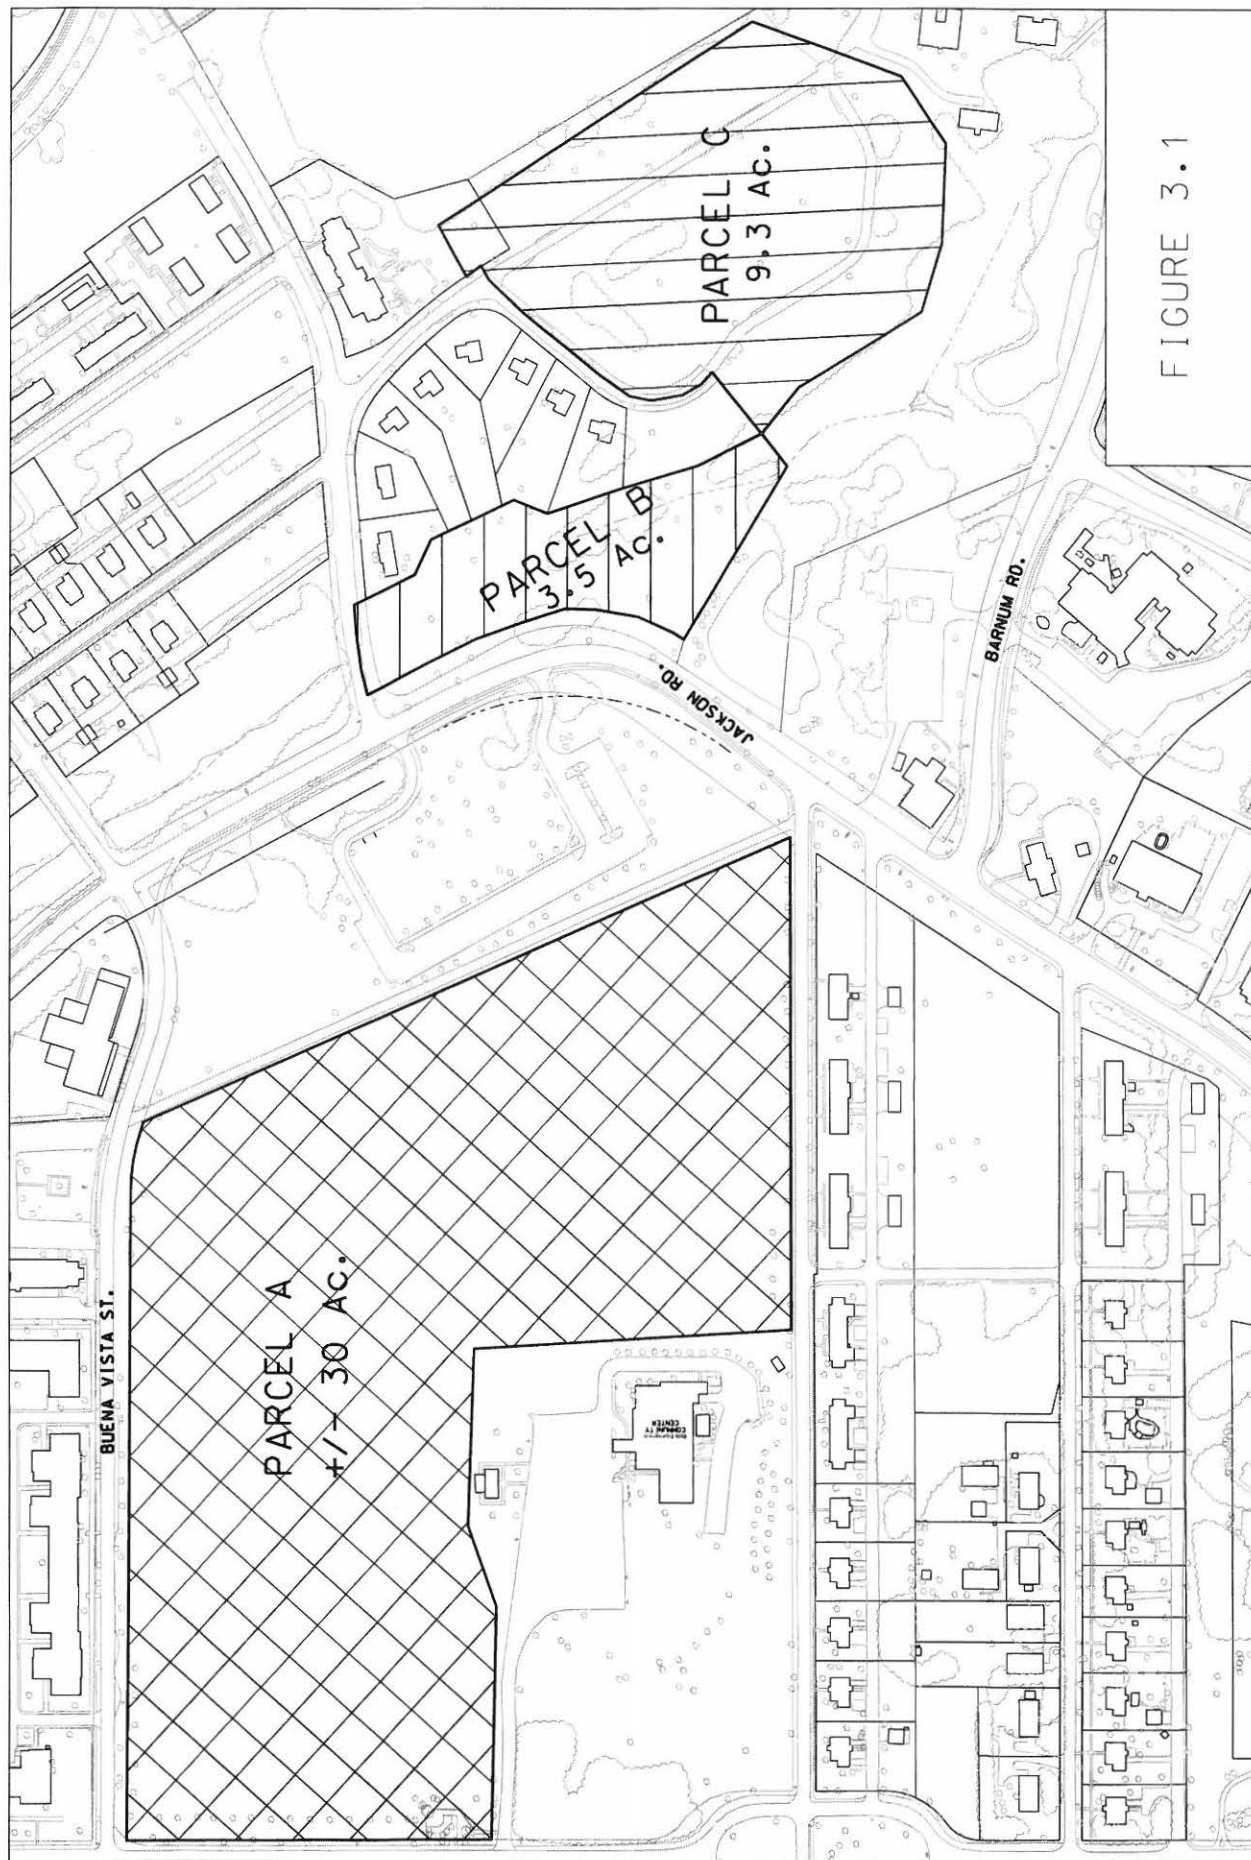 PARCEL C
9.3 AC.
FIGURE 3.1
PARCEL B
3.5 AC.
BARNUM RD.
JACKSON RD.
PARCEL A
+/- 30 AC.
BUENA VISTA ST.
COMMUNITY
CENTER